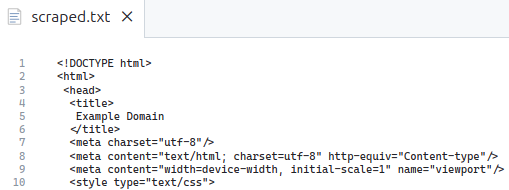 scraped.txt
1 <!DOCTYPE html>
2 <html>
3 <head>
4 <title>
5 Example Domain
6 </title>
7 <meta charset="utf-8"/>
8 <meta content="text/html; charset=utf-8" http-equiv="Content-type"/>
9 <meta content="width=device-width, initial-scale=1" name="viewport"/>
10 <style type="text/css">